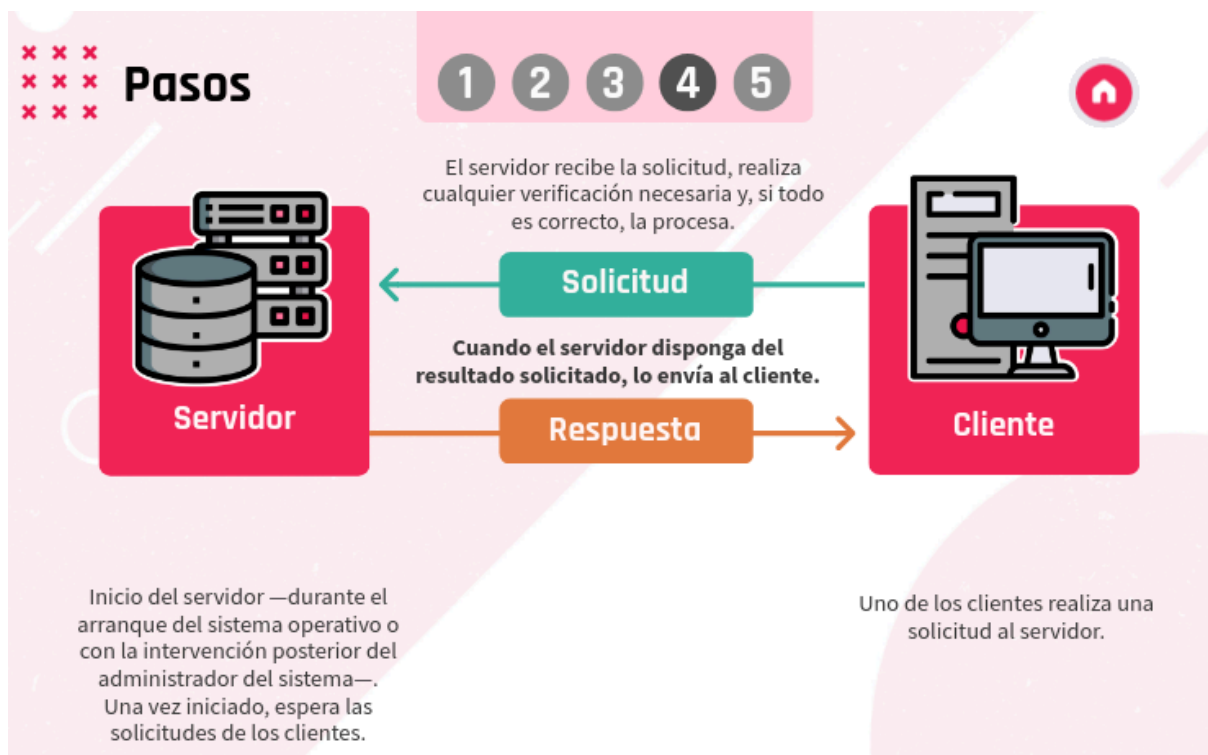 Pasos
1 2 3 4 5
El servidor recibe la solicitud, realiza
cualquier verificación necesaria y, si todo
es correcto, la procesa.
Solicitud
Cuando el servidor disponga del
resultado solicitado, lo envía al cliente.
Respuesta
Servidor
Cliente
Inicio del servidor —durante el
arranque del sistema operativo o
con la intervención posterior del
administrador del sistema—.
Una vez iniciado, espera las
solicitudes de los clientes.
Uno de los clientes realiza una
solicitud al servidor.